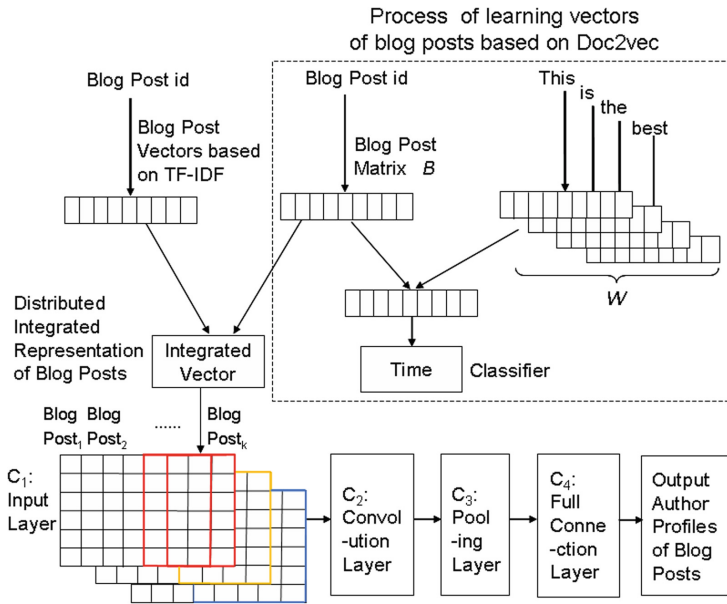 Process of learning vectors
of blog posts based on Doc2vec
Blog Post id
Blog Post
Vectors based
on TF-IDF
Blog Post id
Blog Post
Matrix B
This
is
the
best
W
Distributed
Integrated
Representation
of Blog Posts
Integrated
Vector
Time
Classifier
Blog
Post1
Blog
Post2
......
Blog
Postk
C1:
Input
Layer
C2:
Convol
-ution
Layer
C3:
Pool
-ing
Layer
C4:
Full
Conne
-ction
Layer
Output
Author
Profiles
of Blog
Posts